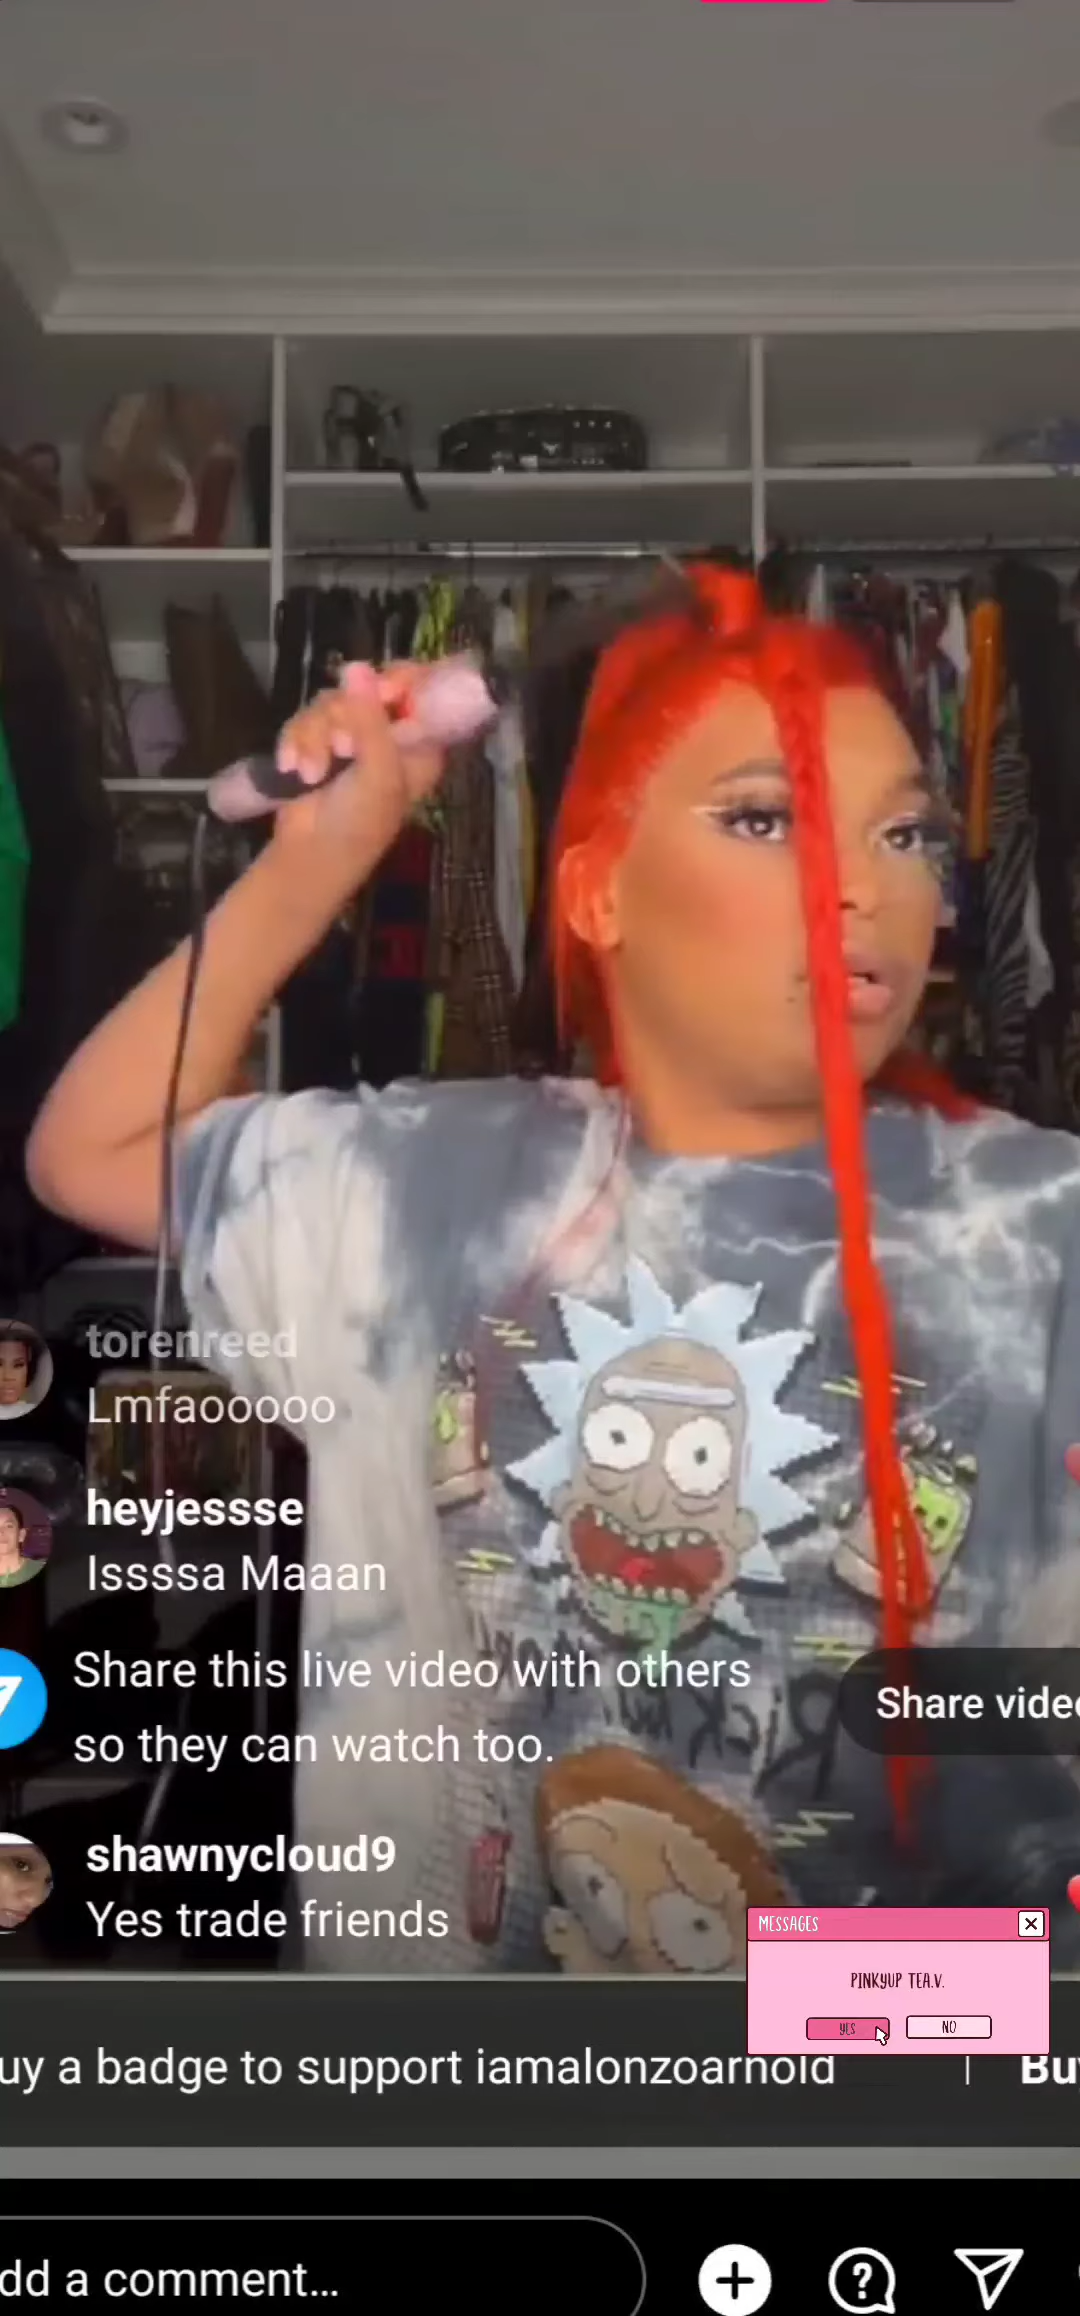 torenreed
Lmfaooooo
heyjessse
Issssa Maaan
Share this live video with others
so they can watch too.
Share vide
shawnycloud9
Yes trade friends
MESSAGES
PINKYUP TEA.V.
YES
NO
uy a badge to support iamalonzoarnold
Bu
dd a comment...